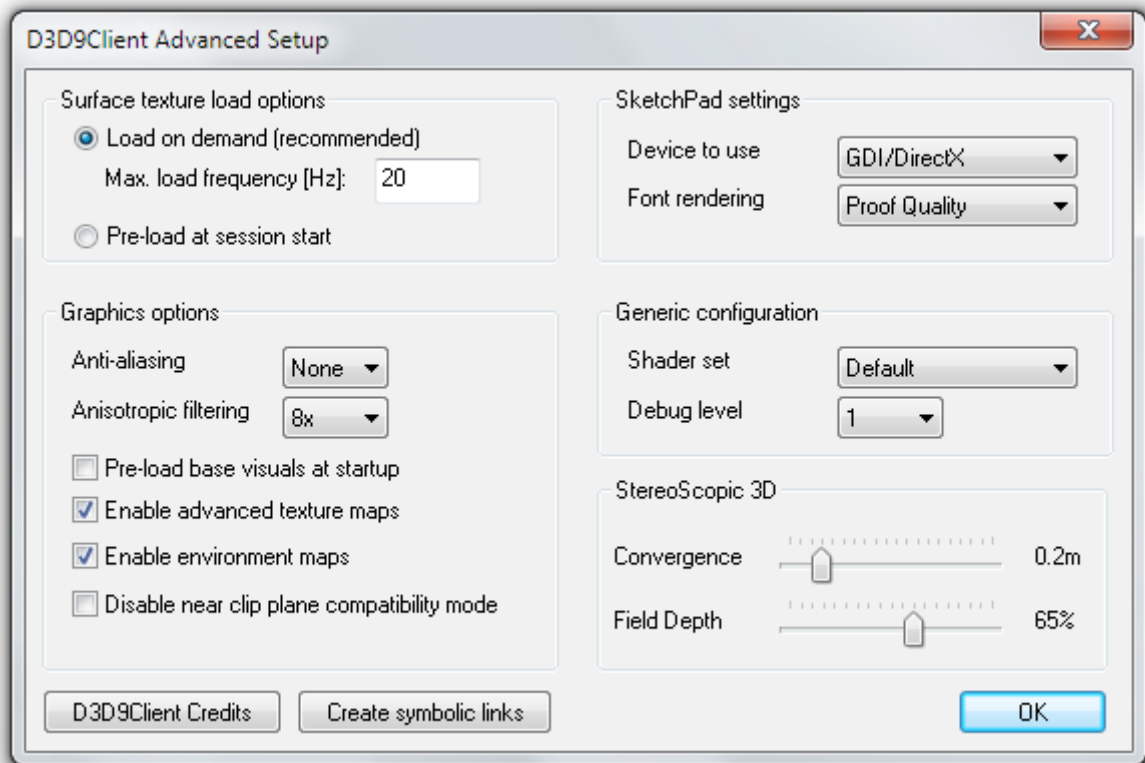 D3D9Client Advanced Setup
Surface texture load options
Load on demand (recommended)
Max. load frequency [Hz]: 20
Pre-load at session start
SketchPad settings
Device to use GDI/DirectX
Font rendering Proof Quality
Graphics options
Anti-aliasing None
Anisotropic filtering 8x
Pre-load base visuals at startup
Enable advanced texture maps
Enable environment maps
Disable near clip plane compatibility mode
Generic configuration
Shader set Default
Debug level 1
StereoScopic 3D
Convergence 0.2m
Field Depth 65%
D3D9Client Credits
Create symbolic links
OK